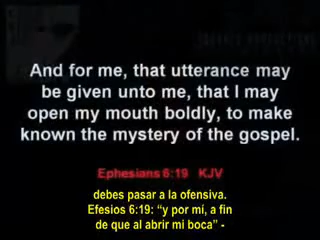 And for me, that utterance may
be given unto me, that I may
open my mouth boldly, to make
known the mystery of the gospel.
Ephesians 6:19 KJV
debes pasar a la ofensiva.
Efesios 6:19: “y por mí, a fin
de que al abrir mi boca” -